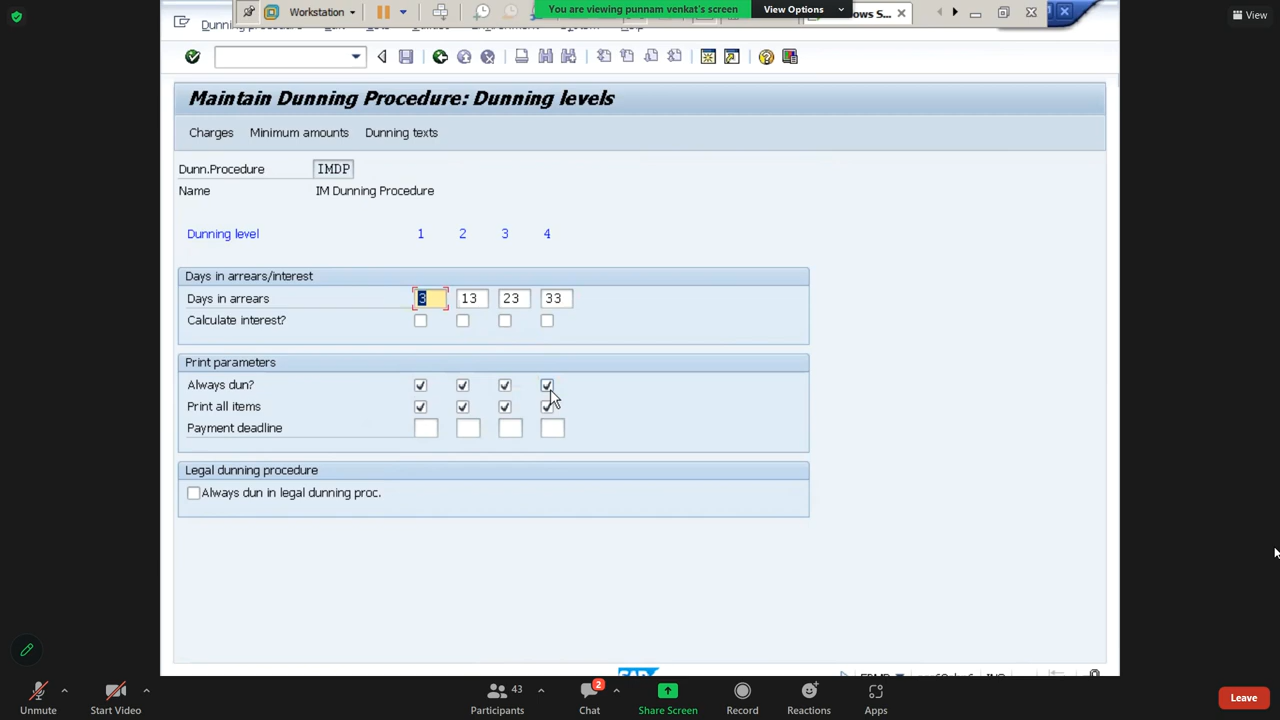 Workstation
You are viewing punnam venkat's screen
View Options
View
Maintain Dunning Procedure: Dunning levels
Charges Minimum amounts Dunning texts
Dunn.Procedure IMDP
Name IM Dunning Procedure
Dunning level 1 2 3 4
Days in arrears/interest
Days in arrears 3 13 23 33
Calculate interest?
Print parameters
Always dun?
Print all items
Payment deadline
Legal dunning procedure
Always dun in legal dunning proc.
SAP
Unmute Start Video Participants 43 Chat 2 Share Screen Record Reactions Apps Leave